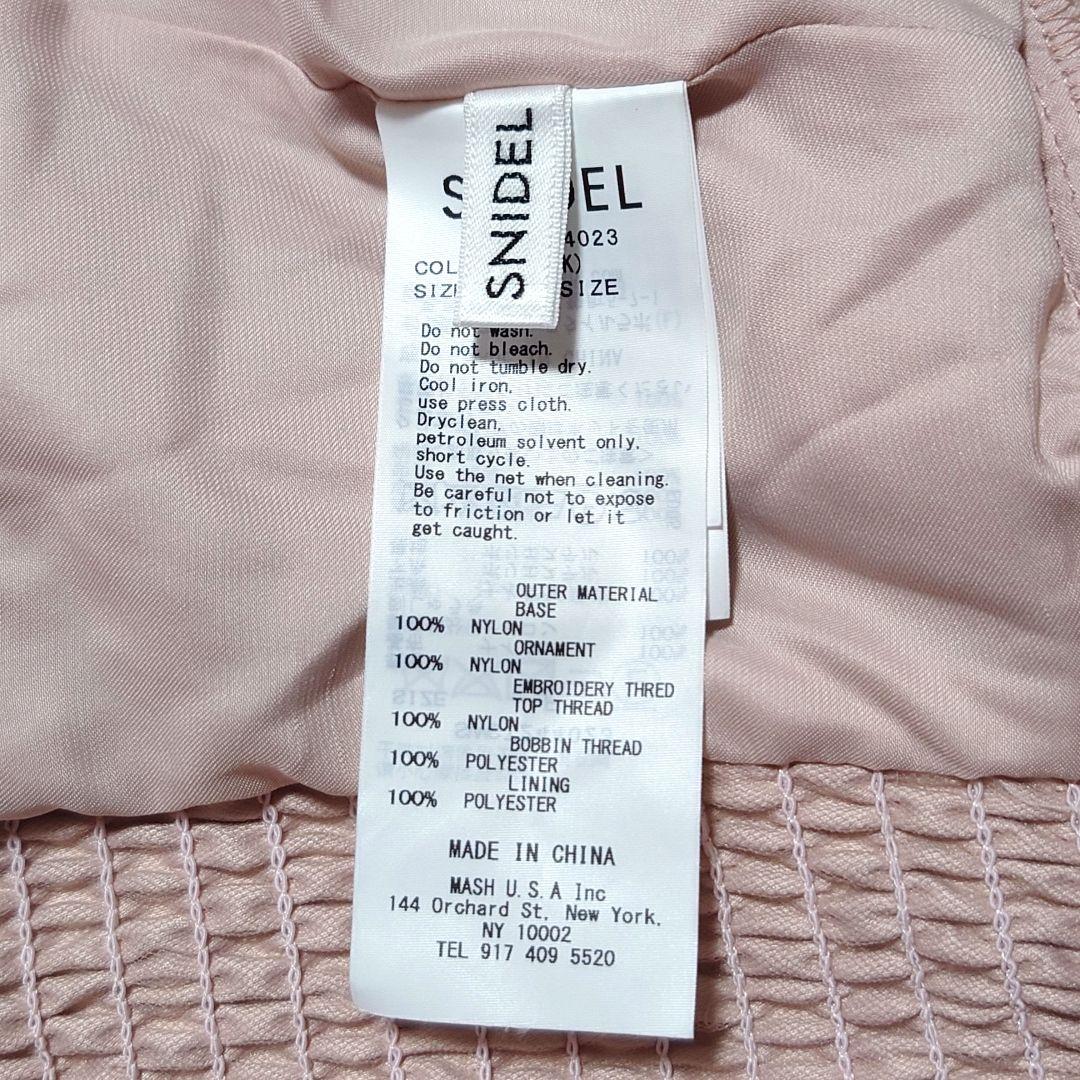 SNIDEL
S DEL
4023
COL K)
SIZ SIZE
Do not wash.
Do not bleach.
Do not tumble dry.
Cool iron,
use press cloth.
Dryclean,
petroleum solvent only,
short cycle.
Use the net when cleaning.
Be careful not to expose
to friction or let it
get caught.
OUTER MATERIAL
BASE
100% NYLON
ORNAMENT
100% NYLON
EMBROIDERY THRED
TOP THREAD
100% NYLON
BOBBIN THREAD
100% POLYESTER
LINING
100% POLYESTER
MADE IN CHINA
MASH U.S.A Inc
144 Orchard St, New York,
NY 10002
TEL 917 409 5520